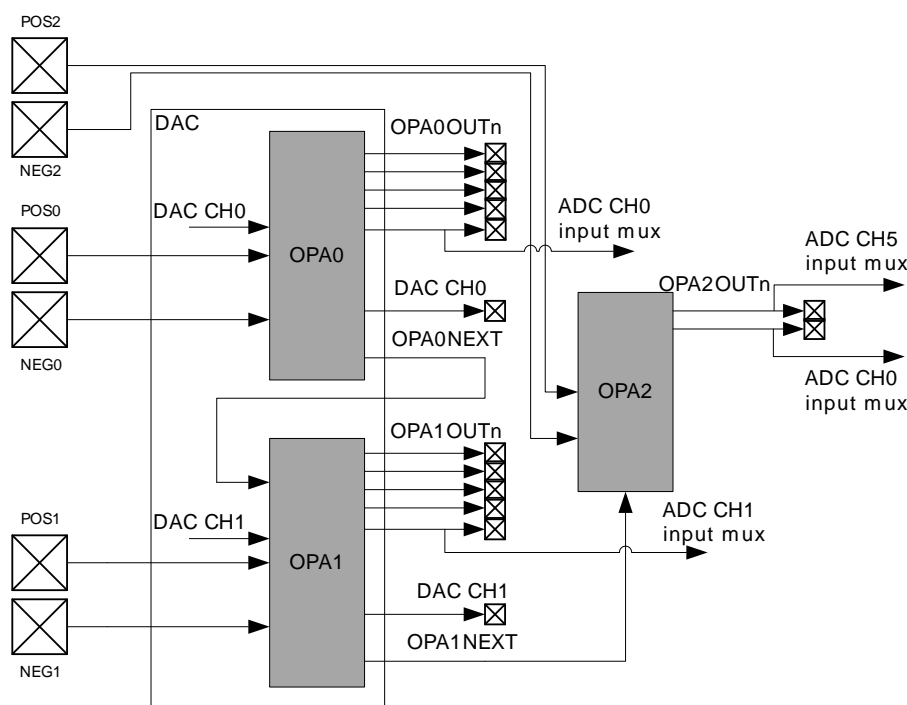 POS2
NEG2
DAC
OPA0OUTn
POS0
DAC CH0
ADC CH0
input mux
OPA0
ADC CH5
input mux
DAC CH0
OPA2OUTn
NEG0
OPA0NEXT
OPA2
ADC CH0
input mux
OPA1OUTn
POS1
DAC CH1
ADC CH1
input mux
OPA1
DAC CH1
OPA1NEXT
NEG1